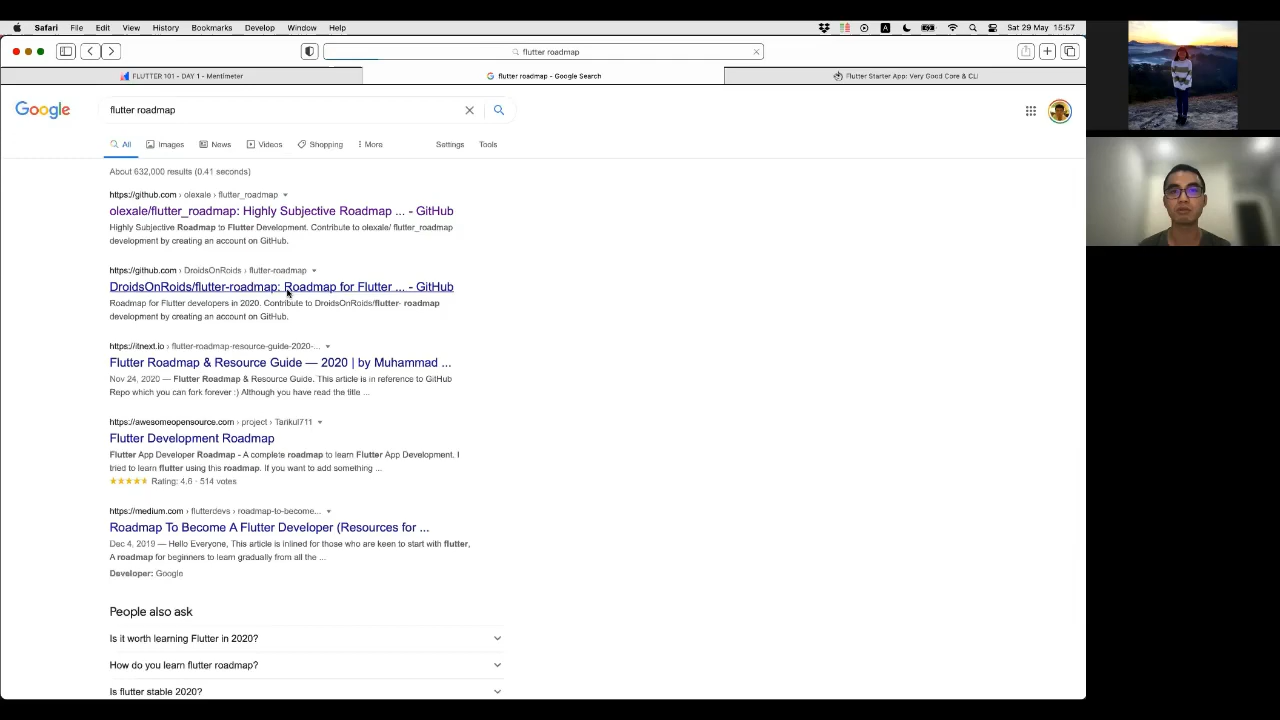 Safari File Edit View History Bookmarks Develop Window Help
A
Sat 29 May 15:57
flutter roadmap
FLUTTER 101 - DAY 1 - Mentimeter
flutter roadmap - Google Search
Flutter Starter App: Very Good Core & CLI
Google
flutter roadmap
All Images News Videos Shopping More Settings Tools
About 632,000 results (0.41 seconds)
https://github.com › olexale › flutter_roadmap
olexale/flutter_roadmap: Highly Subjective Roadmap ... - GitHub
Highly Subjective Roadmap to Flutter Development. Contribute to olexale/ flutter_roadmap
development by creating an account on GitHub.
https://github.com › DroidsOnRoids › flutter-roadmap
DroidsOnRoids/flutter-roadmap: Roadmap for Flutter ... - GitHub
Roadmap for Flutter developers in 2020. Contribute to DroidsOnRoids/flutter- roadmap
development by creating an account on GitHub.
https://itnext.io › flutter-roadmap-resource-guide-2020-...
Flutter Roadmap & Resource Guide — 2020 | by Muhammad ...
Nov 24, 2020 — Flutter Roadmap & Resource Guide. This article is in reference to GitHub
Repo which you can fork forever :) Although you have read the title ...
https://awesomeopensource.com › project › Tarikul711
Flutter Development Roadmap
Flutter App Developer Roadmap - A complete roadmap to learn Flutter App Development. I
tried to learn flutter using this roadmap. If you want to add something ...
Rating: 4.6 · 514 votes
https://medium.com › flutterdevs › roadmap-to-become...
Roadmap To Become A Flutter Developer (Resources for ...
Dec 4, 2019 — Hello Everyone, This article is inlined for those who are keen to start with flutter,
A roadmap for beginners to learn gradually from all the ...
Developer: Google
People also ask
Is it worth learning Flutter in 2020?
How do you learn flutter roadmap?
Is flutter stable 2020?